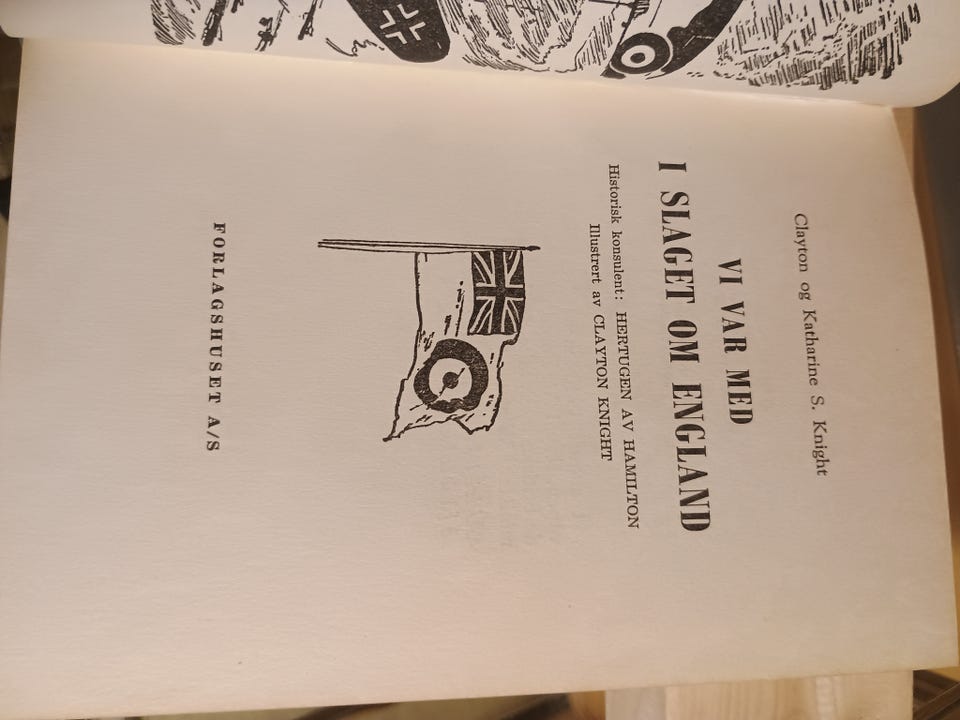 Clayton og Katharine S. Knight
VI VAR MED
I SLAGET OM ENGLAND
Historisk konsulent: HERTUGEN AV HAMILTON
Illustrert av CLAYTON KNIGHT
FORLAGSHUSET A/S